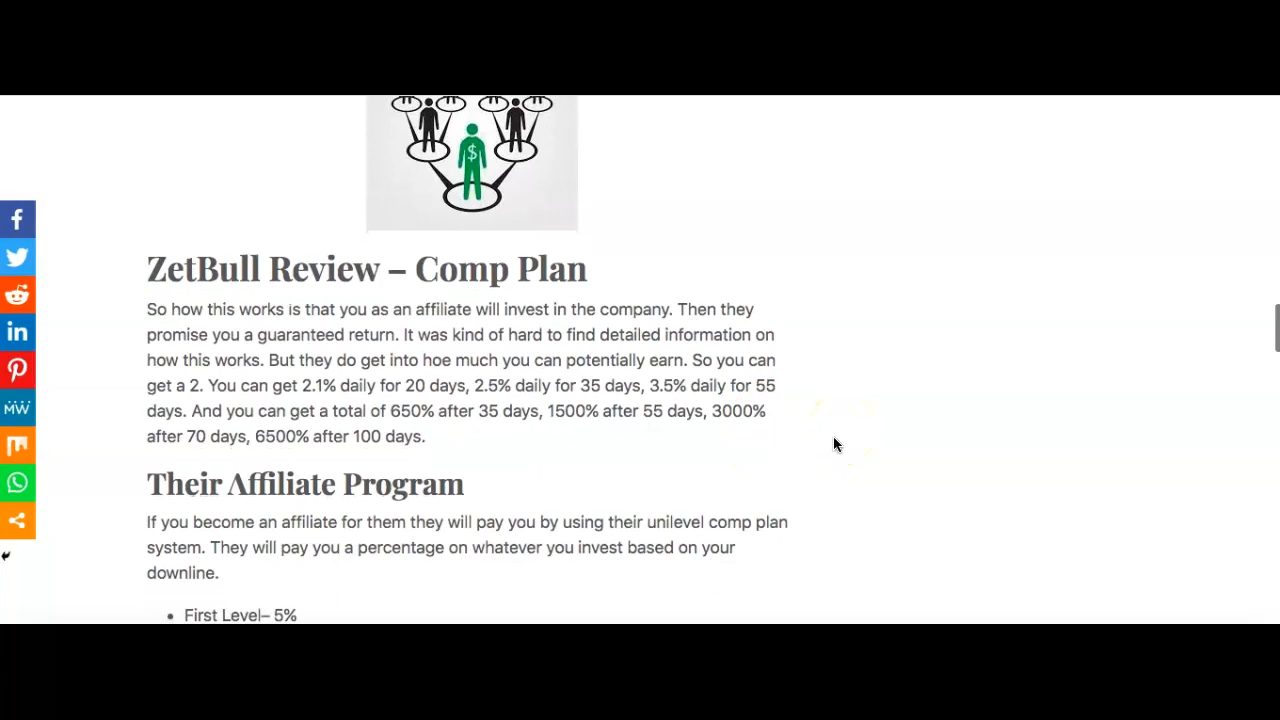 $
ZetBull Review – Comp Plan
So how this works is that you as an affiliate will invest in the company. Then they
promise you a guaranteed return. It was kind of hard to find detailed information on
how this works. But they do get into hoe much you can potentially earn. So you can
get a 2. You can get 2.1% daily for 20 days, 2.5% daily for 35 days, 3.5% daily for 55
days. And you can get a total of 650% after 35 days, 1500% after 55 days, 3000%
after 70 days, 6500% after 100 days.
Their Affiliate Program
If you become an affiliate for them they will pay you by using their unilevel comp plan
system. They will pay you a percentage on whatever you invest based on your
downline.
• First Level– 5%
MW